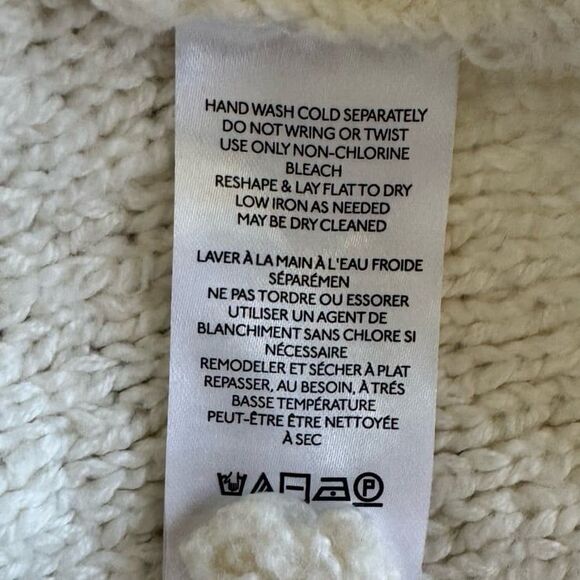 HAND WASH COLD SEPARATELY
DO NOT WRING OR TWIST
USE ONLY NON-CHLORINE
BLEACH
RESHAPE & LAY FLAT TO DRY
LOW IRON AS NEEDED
MAY BE DRY CLEANED
LAVER À LA MAIN À L'EAU FROIDE
SÉPARÉMEN
NE PAS TORDRE OU ESSORER
UTILISER UN AGENT DE
BLANCHIMENT SANS CHLORE SI
NÉCESSAIRE
REMODELER ET SÉCHER À PLAT
REPASSER, AU BESOIN, À TRÉS
BASSE TEMPÉRATURE
PEUT-ÊTRE ÊTRE NETTOYÉE
À SEC
P